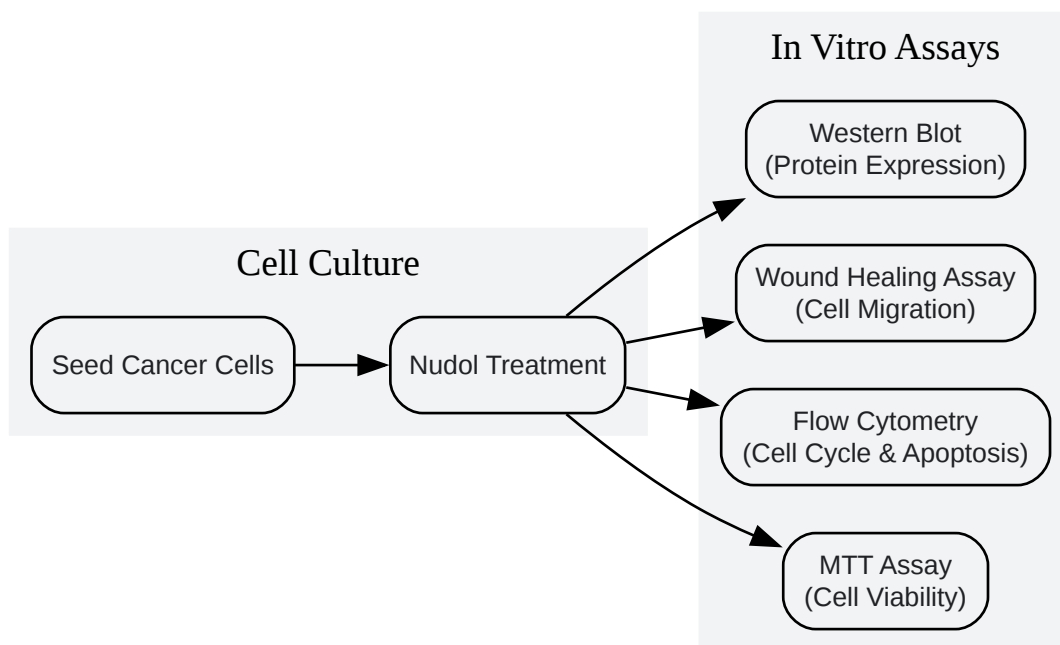 Cell Culture
Seed Cancer Cells
Nudol Treatment
In Vitro Assays
Western Blot
(Protein Expression)
Wound Healing Assay
(Cell Migration)
Flow Cytometry
(Cell Cycle & Apoptosis)
MTT Assay
(Cell Viability)